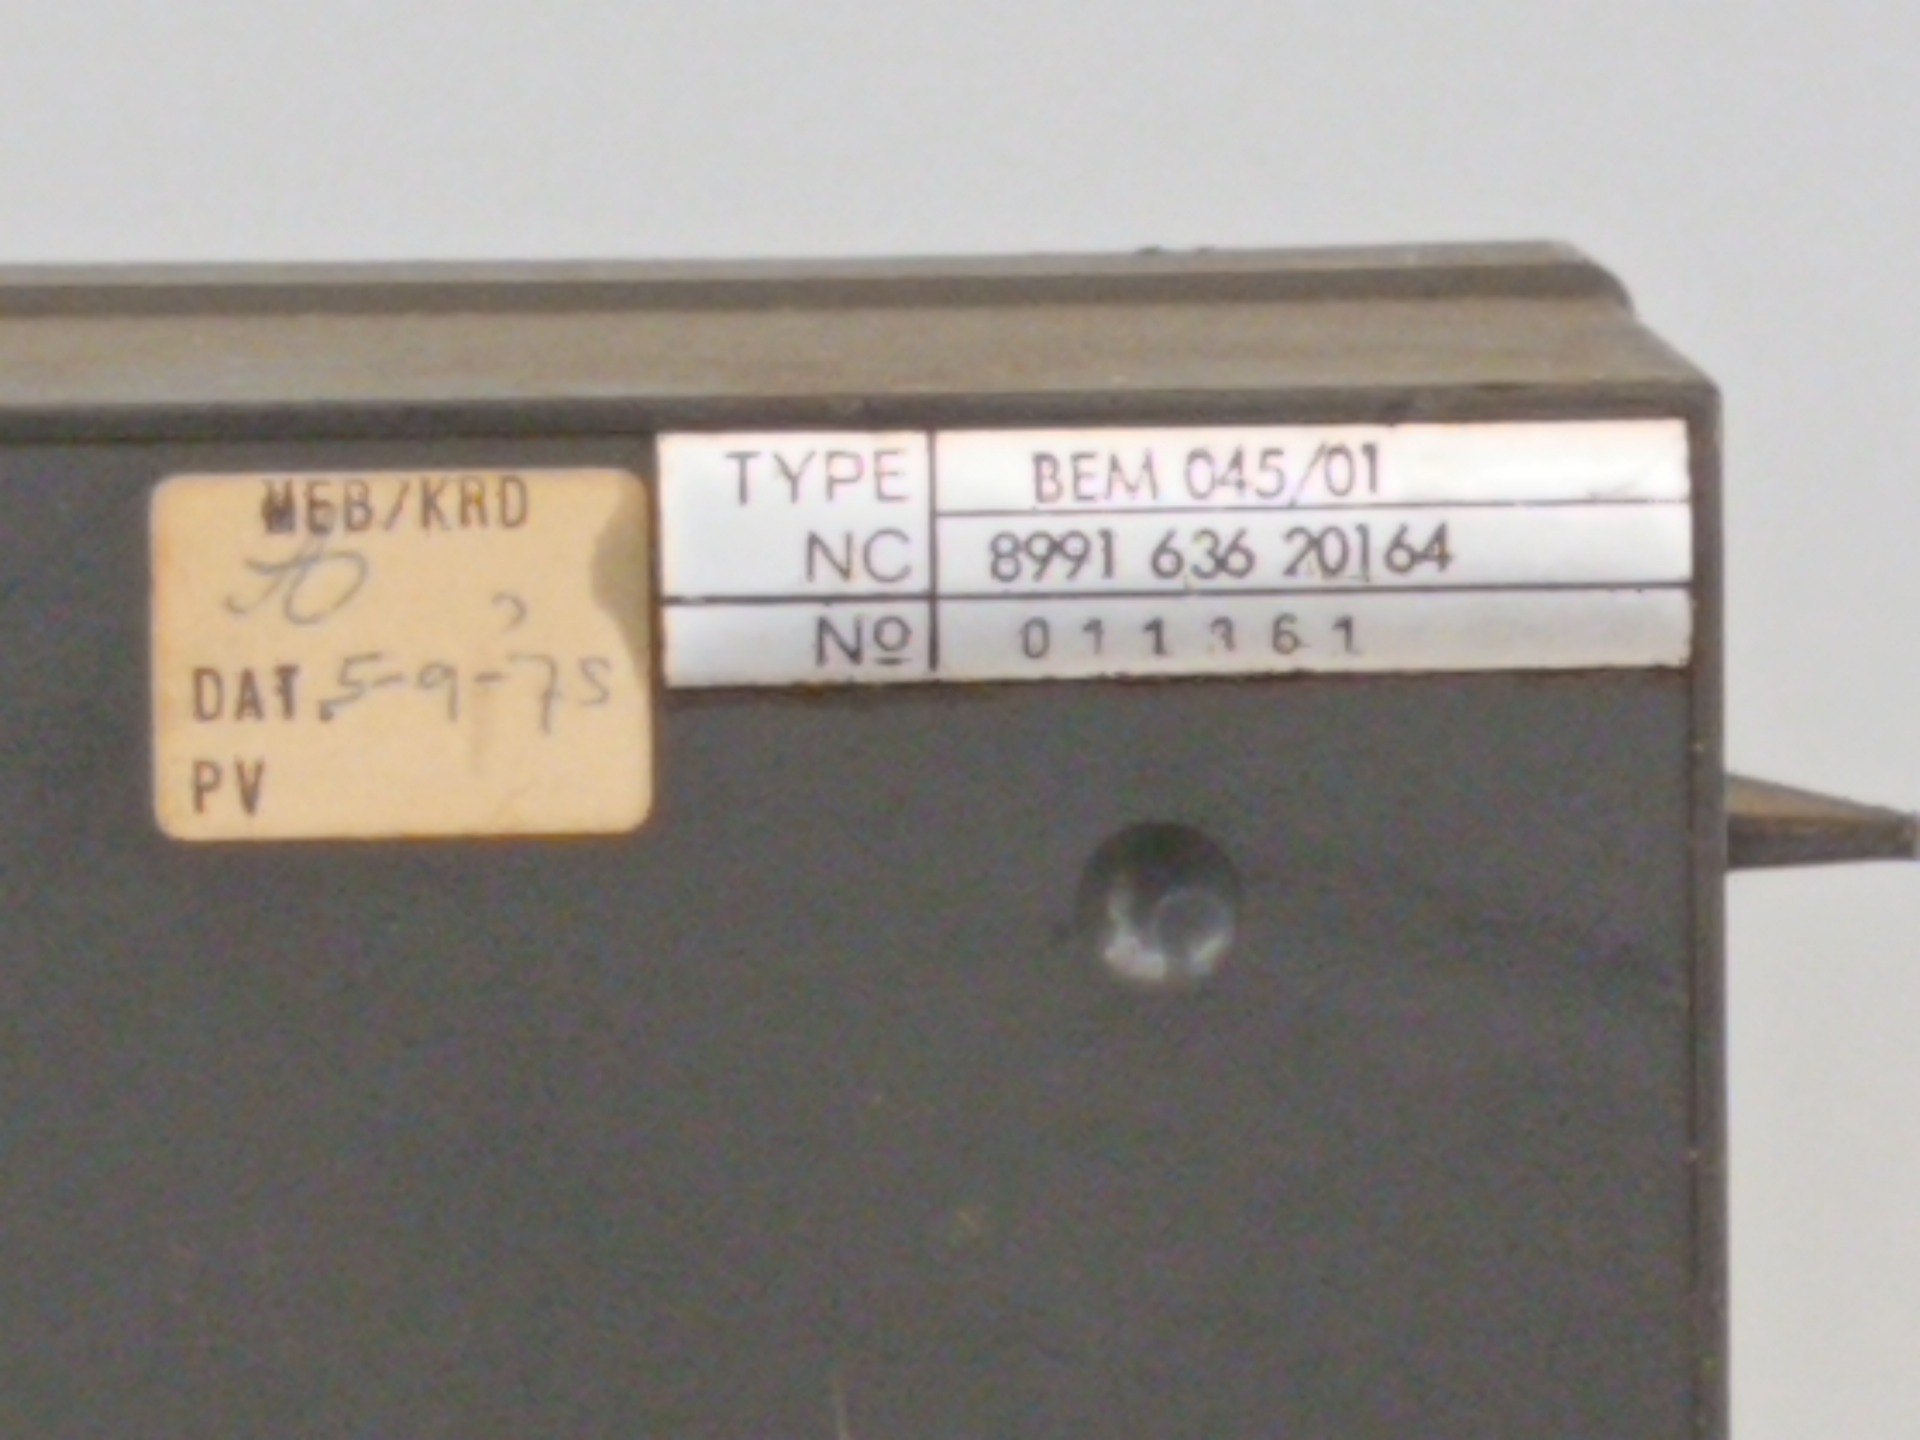 MEB/KRD
DAT. 5-9-75
PV
TYPE BEM 045/01
NC 8991 636 20164
Nº 011361